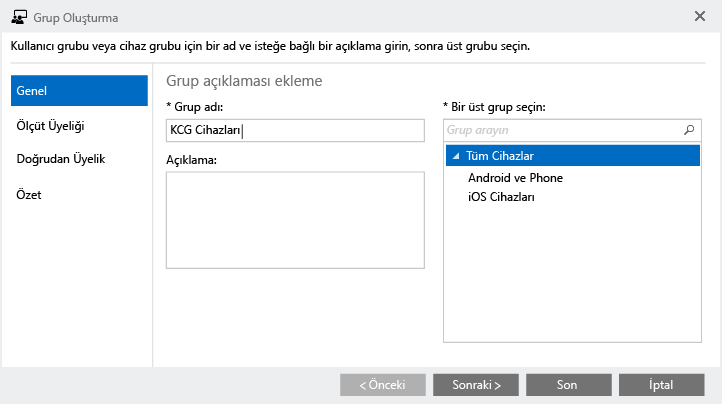 Grup Oluşturma
Kullanıcı grubu veya cihaz grubu için bir ad ve isteğe bağlı bir açıklama girin, sonra üst grubu seçin.
Genel
Ölçüt Üyeliği
Doğrudan Üyelik
Özet
Grup açıklaması ekleme
* Grup adı:
KCG Cihazları
Açıklama:
* Bir üst grup seçin:
Grup arayın
Tüm Cihazlar
Android ve Phone
iOS Cihazları
< Önceki
Sonraki >
Son
İptal